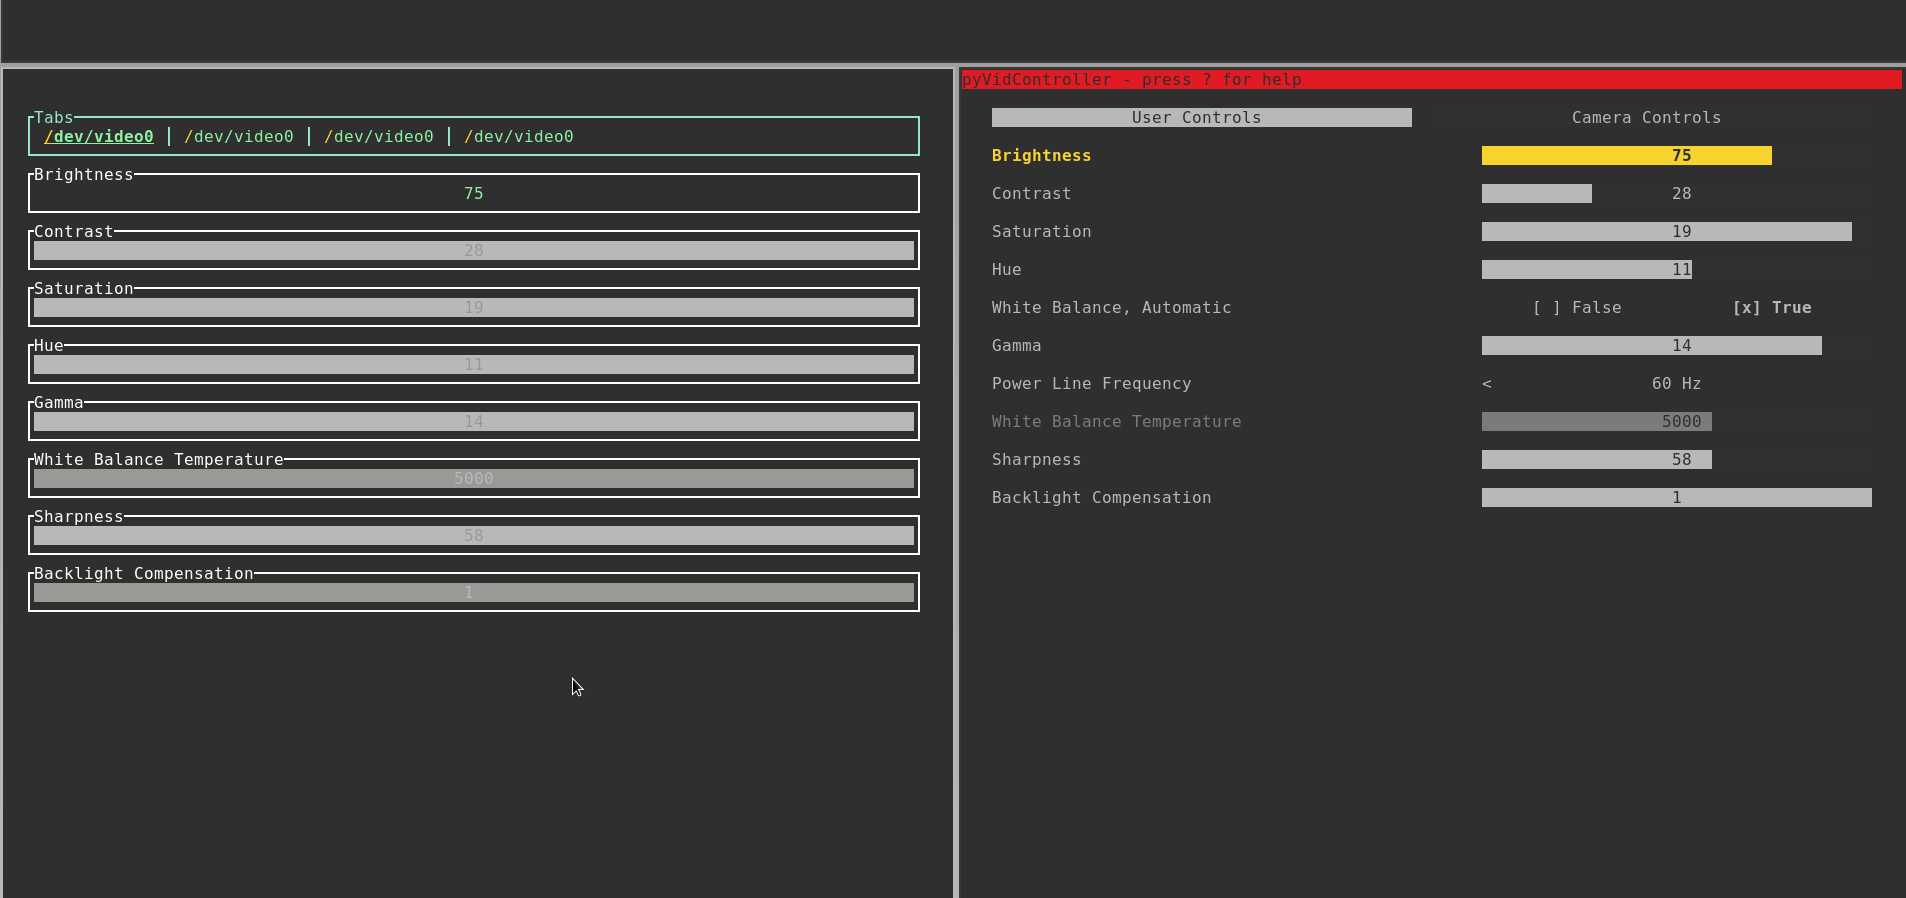 Tabs
/dev/video0 | /dev/video0 | /dev/video0 | /dev/video0
Brightness
75
Contrast
28
Saturation
19
Hue
11
Gamma
14
White Balance Temperature
5000
Sharpness
58
Backlight Compensation
1
pyVidController - press ? for help
User Controls Camera Controls
Brightness 75
Contrast 28
Saturation 19
Hue 11
White Balance, Automatic [ ] False [x] True
Gamma 14
Power Line Frequency < 60 Hz
White Balance Temperature 5000
Sharpness 58
Backlight Compensation 1